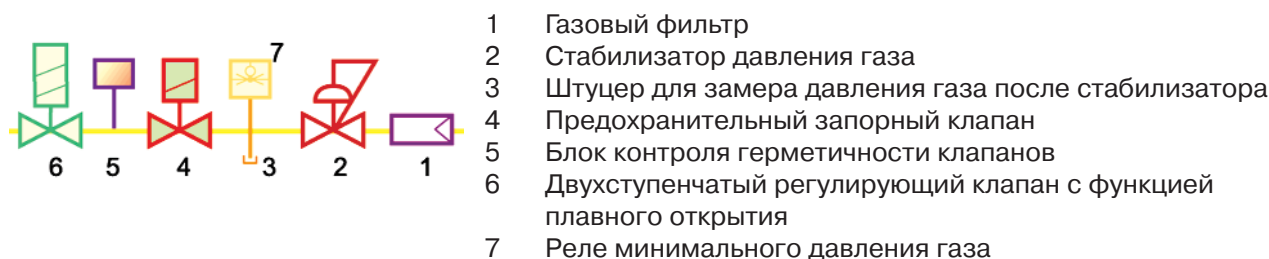 7
6 5 4 3 2 1
1 Газовый фильтр
2 Стабилизатор давления газа
3 Штуцер для замера давления газа после стабилизатора
4 Предохранительный запорный клапан
5 Блок контроля герметичности клапанов
6 Двухступенчатый регулирующий клапан с функцией
плавного открытия
7 Реле минимального давления газа